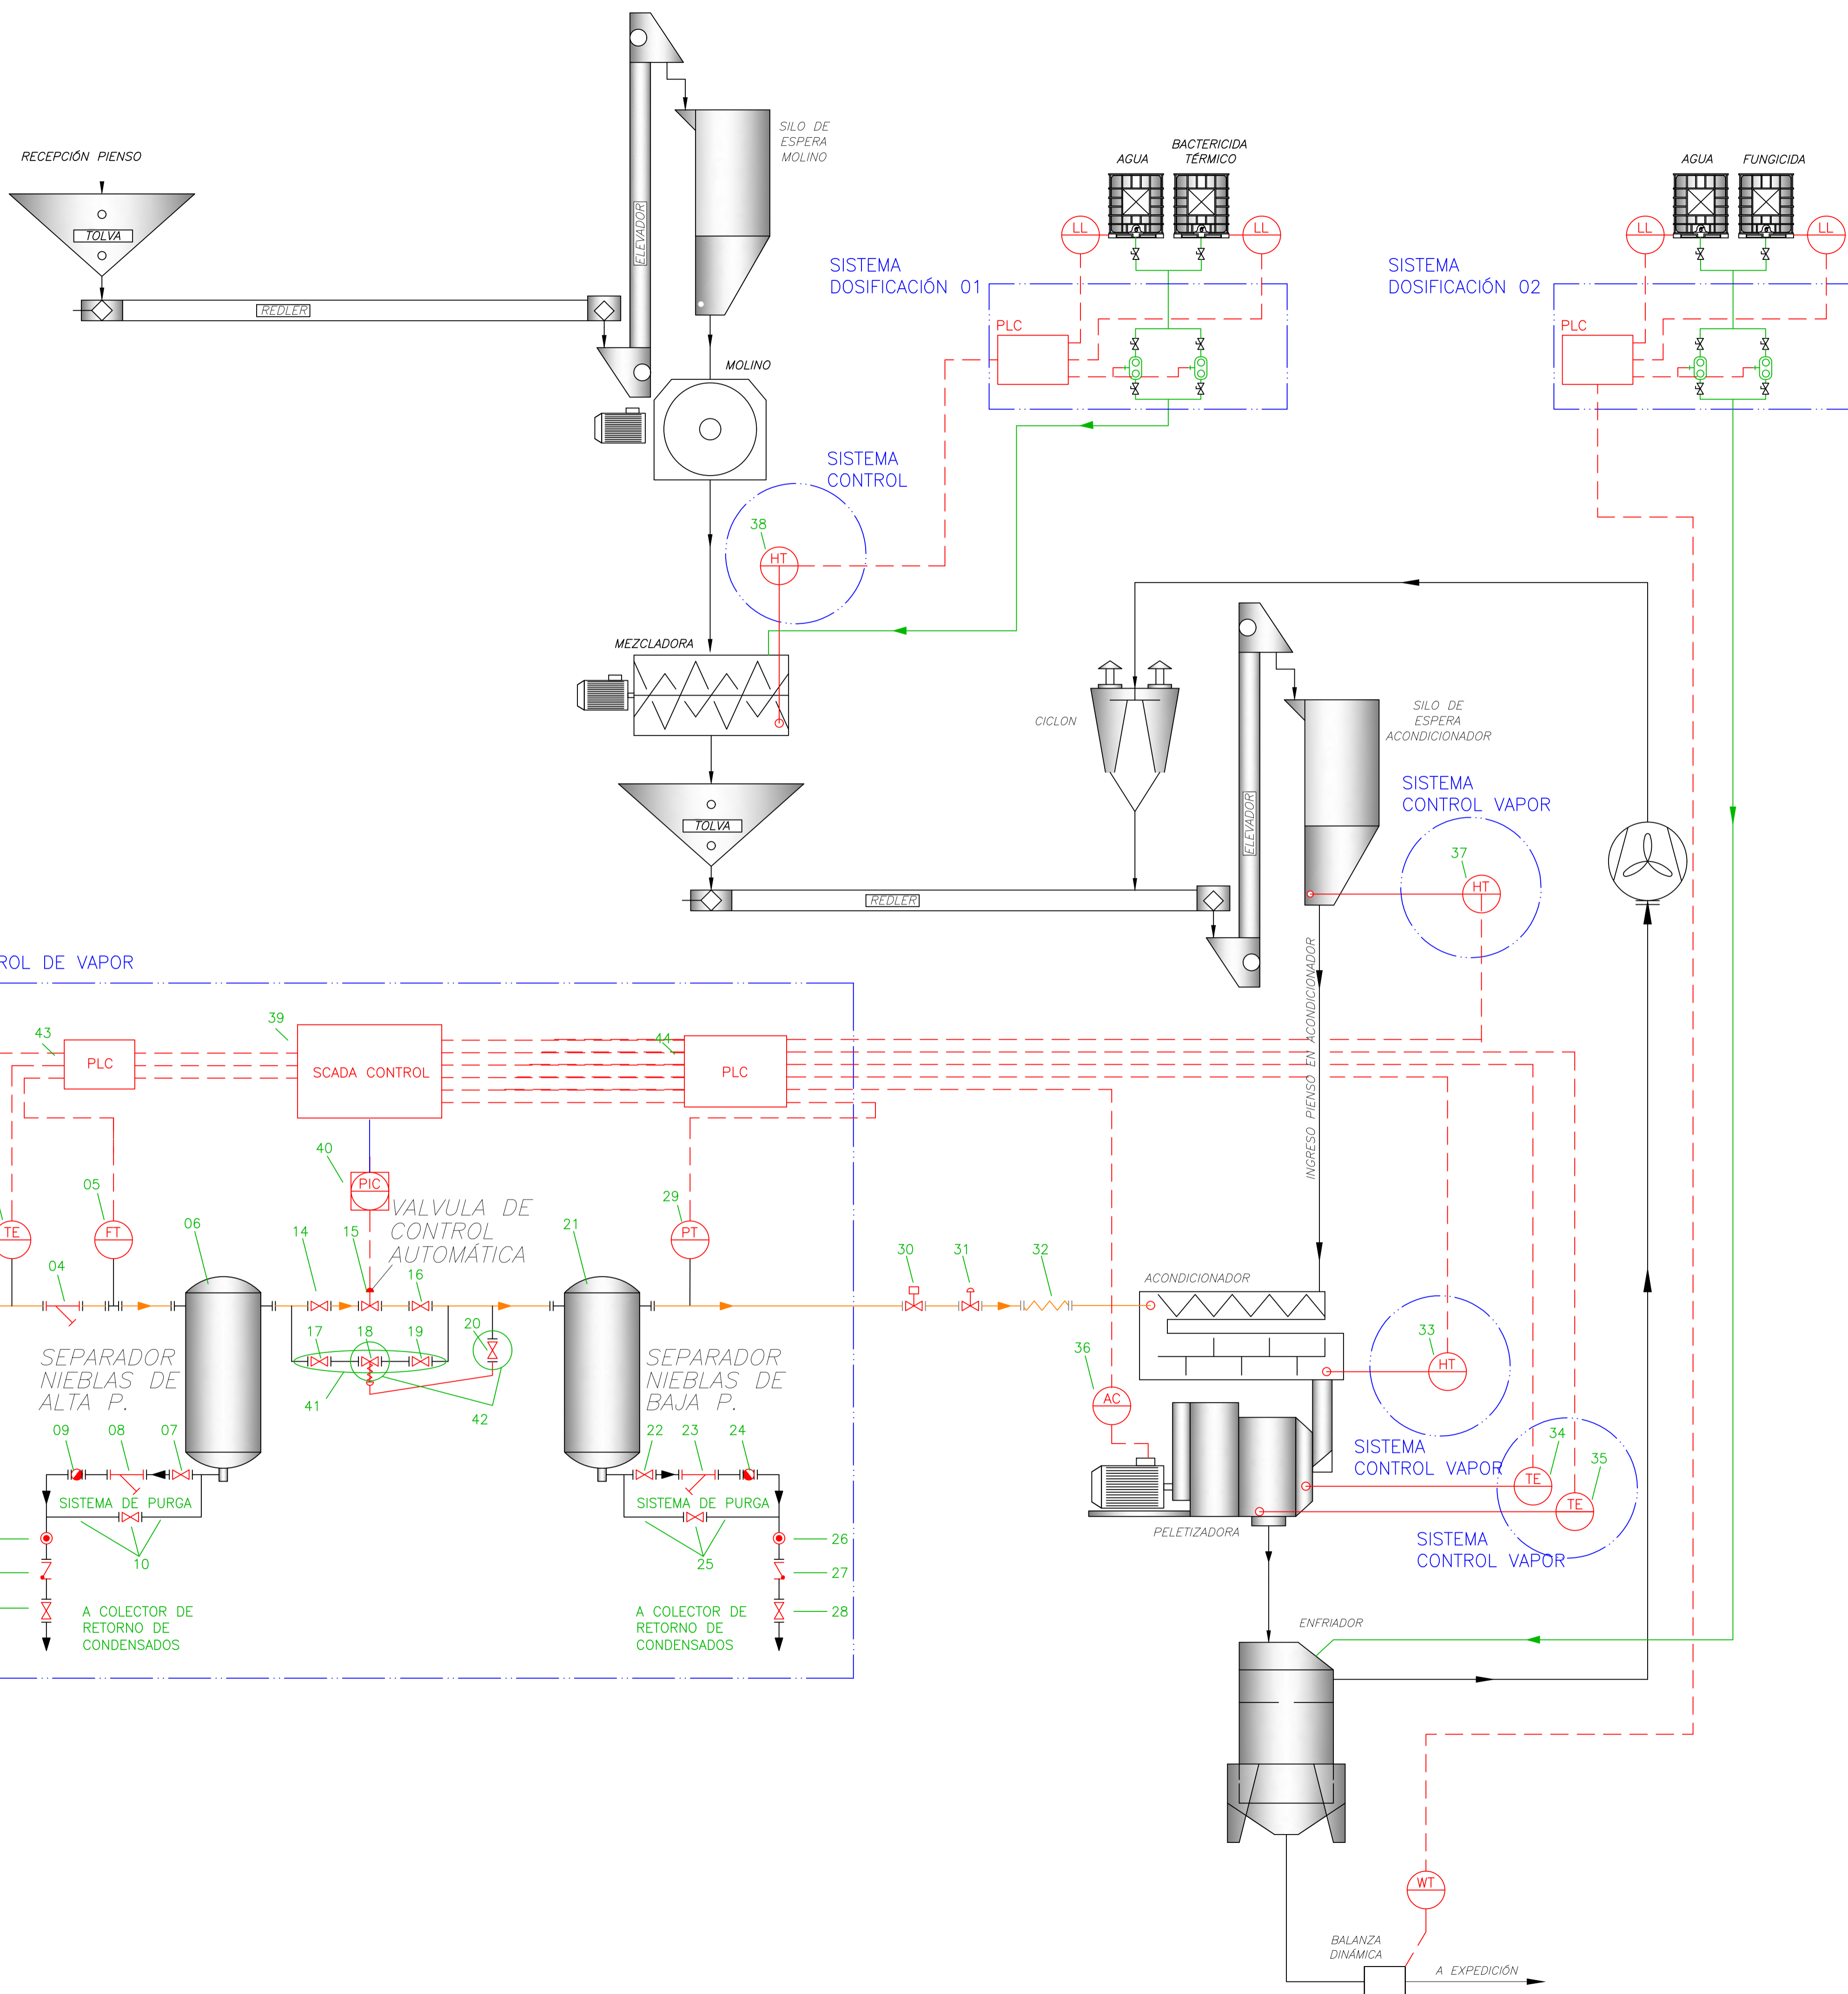 RECEPCIÓN PIENSO
TOLVA
REDLER
ELEVADOR
SILO DE
ESPERA
MOLINO
MOLINO
AGUA
BACTERICIDA
TÉRMICO
LL
LL
SISTEMA
DOSIFICACIÓN 01
PLC
AGUA
FUNGICIDA
LL
LL
SISTEMA
DOSIFICACIÓN 02
PLC
SISTEMA
CONTROL
38
HT
MEZCLADORA
TOLVA
REDLER
CICLON
ELEVADOR
SILO DE
ESPERA
ACONDICIONADOR
SISTEMA
CONTROL VAPOR
37
HT
INGRESO PIENSO EN ACONDICIONADOR
ROL DE VAPOR
43
PLC
39
SCADA CONTROL
44
PLC
40
PIC
VALVULA DE
CONTROL
AUTOMÁTICA
TE
05
FT
04
06
14
15
16
17
18
19
20
41
42
21
29
PT
30
31
32
SEPARADOR
NIEBLAS DE
ALTA P.
09
08
07
SISTEMA DE PURGA
10
A COLECTOR DE
RETORNO DE
CONDENSADOS
SEPARADOR
NIEBLAS DE
BAJA P.
22
23
24
SISTEMA DE PURGA
25
26
27
28
A COLECTOR DE
RETORNO DE
CONDENSADOS
ACONDICIONADOR
33
HT
36
AC
SISTEMA
CONTROL VAPOR
34
TE
35
TE
PELETIZADORA
SISTEMA
CONTROL VAPOR
ENFRIADOR
WT
BALANZA
DINÁMICA
A EXPEDICIÓN